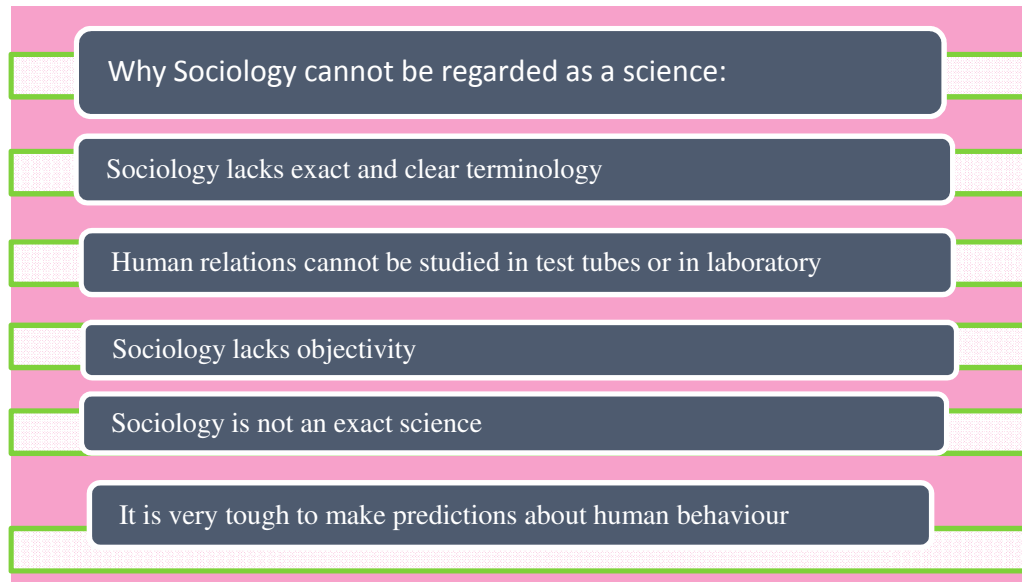 Why Sociology cannot be regarded as a science:
Sociology lacks exact and clear terminology
Human relations cannot be studied in test tubes or in laboratory
Sociology lacks objectivity
Sociology is not an exact science
It is very tough to make predictions about human behaviour